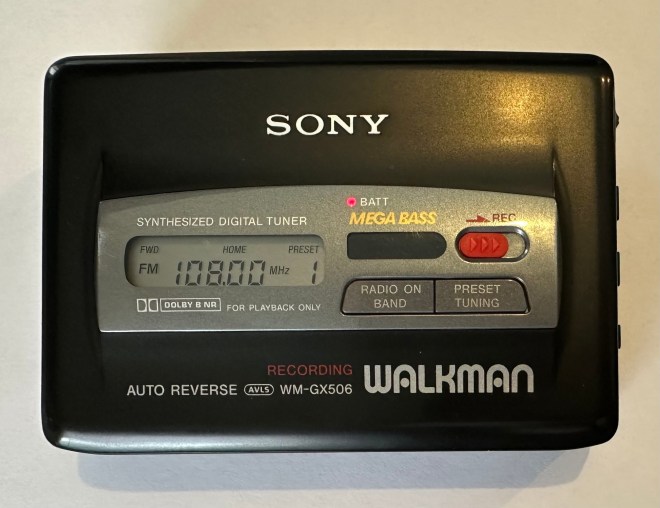 SONY
BATT
SYNTHESIZED DIGITAL TUNER
MEGA BASS
REC
FWD HOME PRESET
FM 108.00 MHz 1
RADIO ON BAND
PRESET TUNING
DOLBY B NR FOR PLAYBACK ONLY
RECORDING
AUTO REVERSE AVLS WM-GX506 WALKMAN